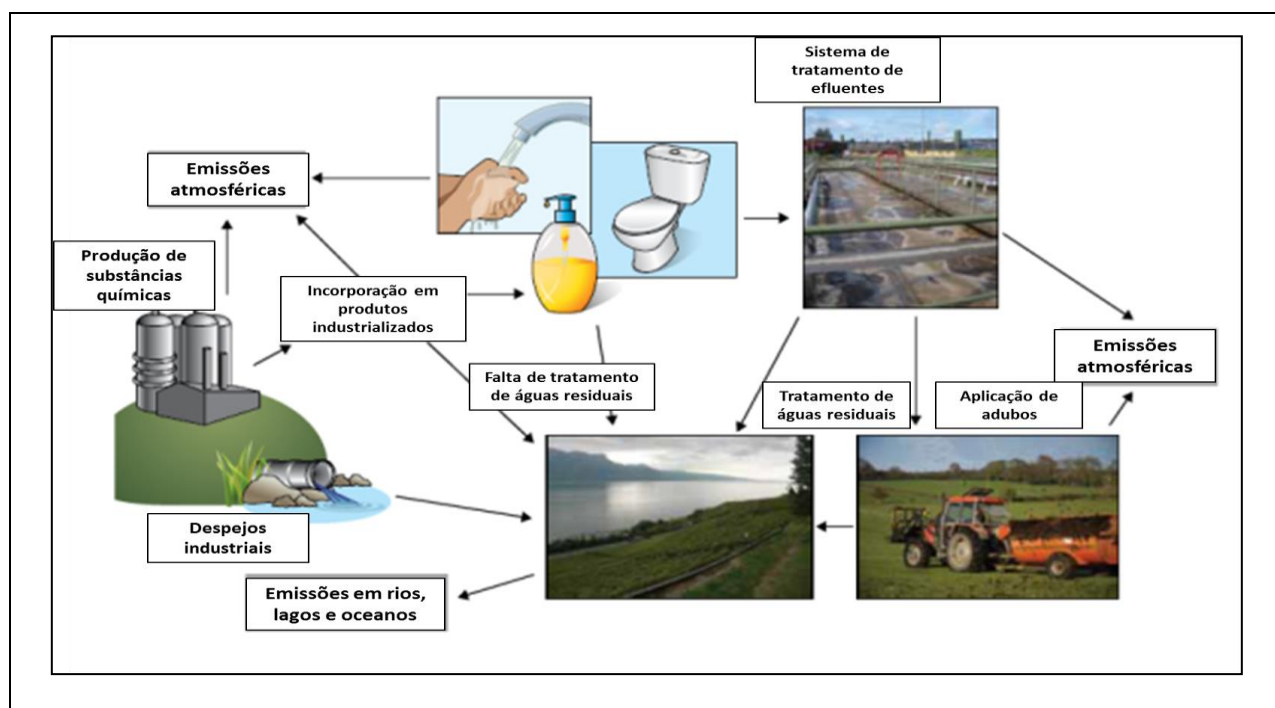 Sistema de
tratamento de
efluentes
Emissões
atmosféricas
Produção de
substâncias
químicas
Incorporação em
produtos
industrializados
Emissões
atmosféricas
Falta de tratamento
de águas residuais
Tratamento de
águas residuais
Aplicação de
adubos
Despejos
industriais
Emissões em rios,
lagos e oceanos